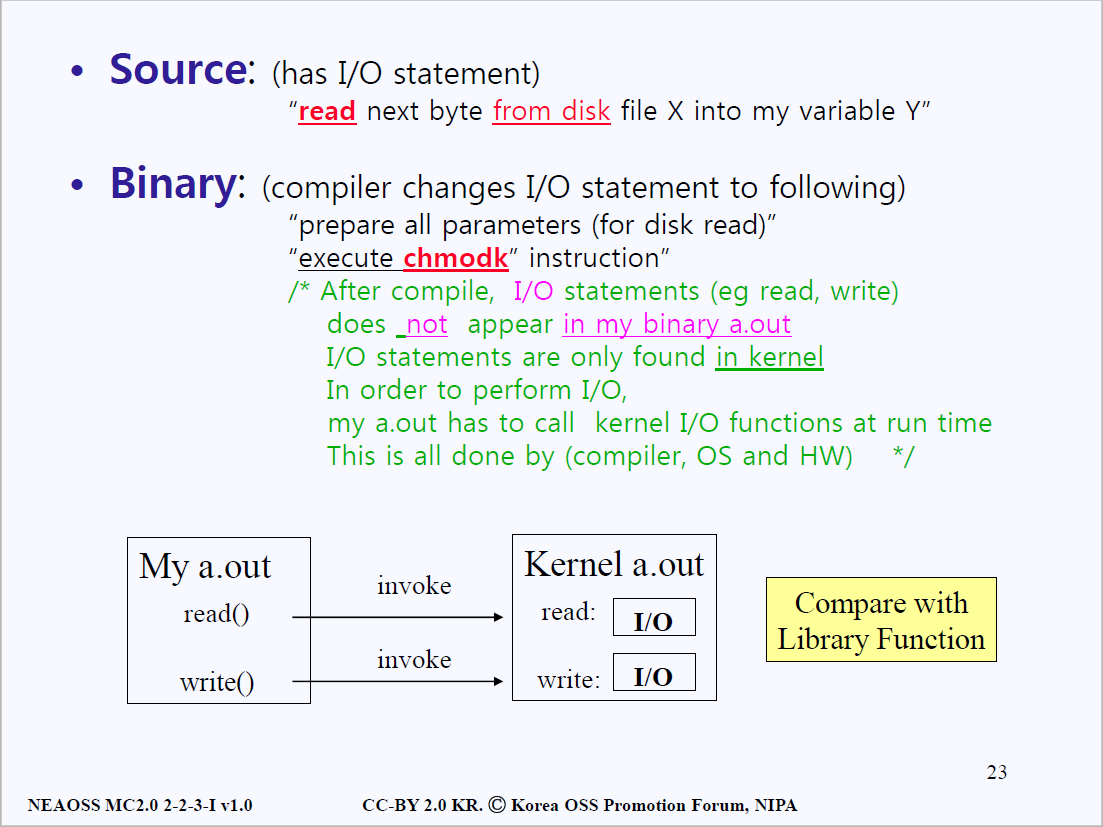 • Source: (has I/O statement)
“read next byte from disk file X into my variable Y”
• Binary: (compiler changes I/O statement to following)
“prepare all parameters (for disk read)”
“execute chmodk” instruction”
/* After compile, I/O statements (eg read, write)
does _not appear in my binary a.out
I/O statements are only found in kernel
In order to perform I/O,
my a.out has to call kernel I/O functions at run time
This is all done by (compiler, OS and HW) */
My a.out
read()
write()
invoke
invoke
Kernel a.out
read: I/O
write: I/O
Compare with
Library Function
23
NEAOSS MC2.0 2-2-3-I v1.0
CC-BY 2.0 KR. Ⓒ Korea OSS Promotion Forum, NIPA